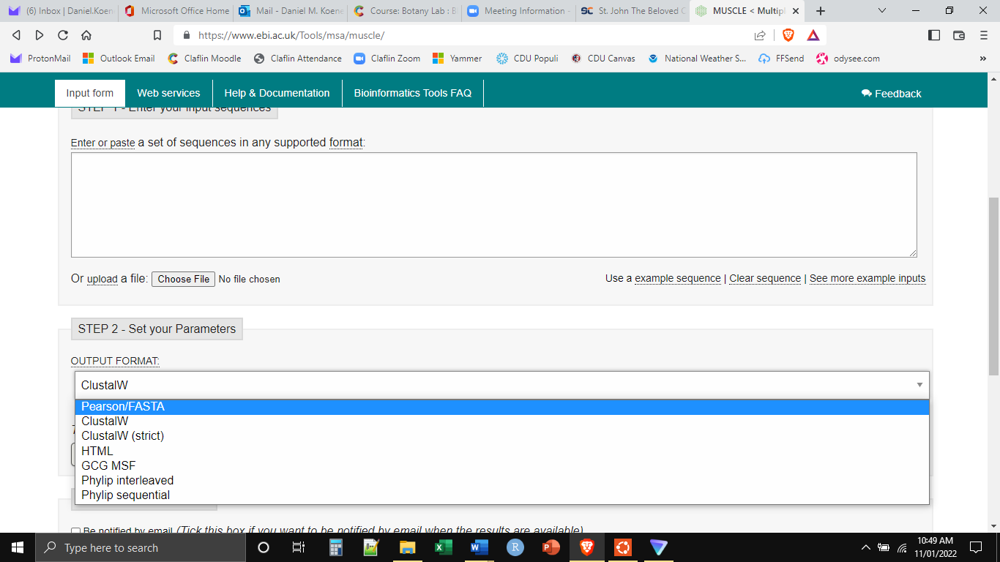 (6) Inbox | Daniel.Koen
Microsoft Office Home
Mail - Daniel M. Koene
Course: Botany Lab : B
Meeting Information -
St. John The Beloved C
MUSCLE < Multipl
https://www.ebi.ac.uk/Tools/msa/muscle/
ProtonMail
Outlook Email
Claflin Moodle
Claflin Attendance
Claflin Zoom
Yammer
CDU Populi
CDU Canvas
National Weather S...
FFSend
odysee.com
Input form
Web services
Help & Documentation
Bioinformatics Tools FAQ
Feedback
STEP 1 - Enter your input sequences
Enter or paste a set of sequences in any supported format:
Or upload a file: Choose File No file chosen
Use a example sequence | Clear sequence | See more example inputs
STEP 2 - Set your Parameters
OUTPUT FORMAT:
ClustalW
Pearson/FASTA
ClustalW
ClustalW (strict)
HTML
GCG MSF
Phylip interleaved
Phylip sequential
Be notified by email (Tick this box if you want to be notified by email when the results are available)
Type here to search
10:49 AM
11/01/2022